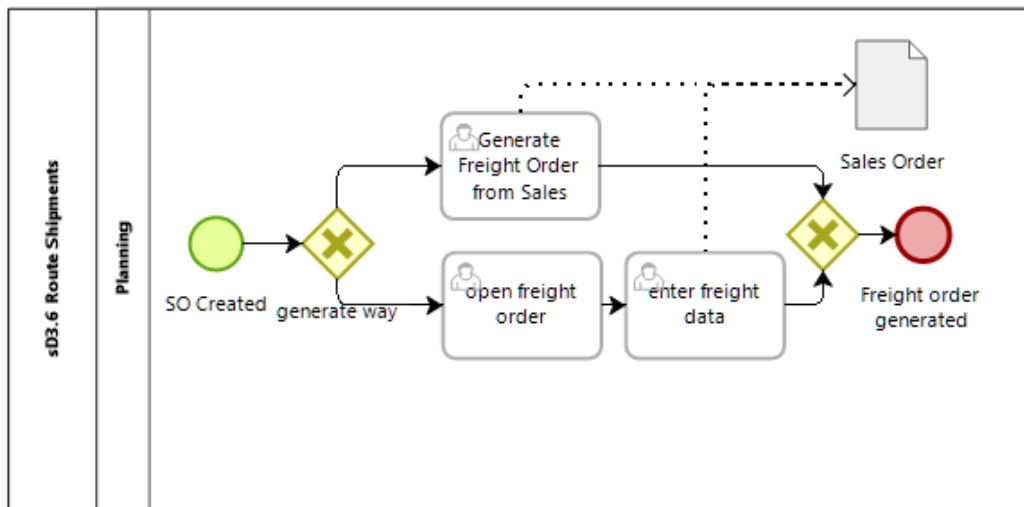 sD3.6 Route Shipments
Planning
SO Created
generate way
Generate
Freight Order
from Sales
open freight
order
enter freight
data
Sales Order
Freight order
generated